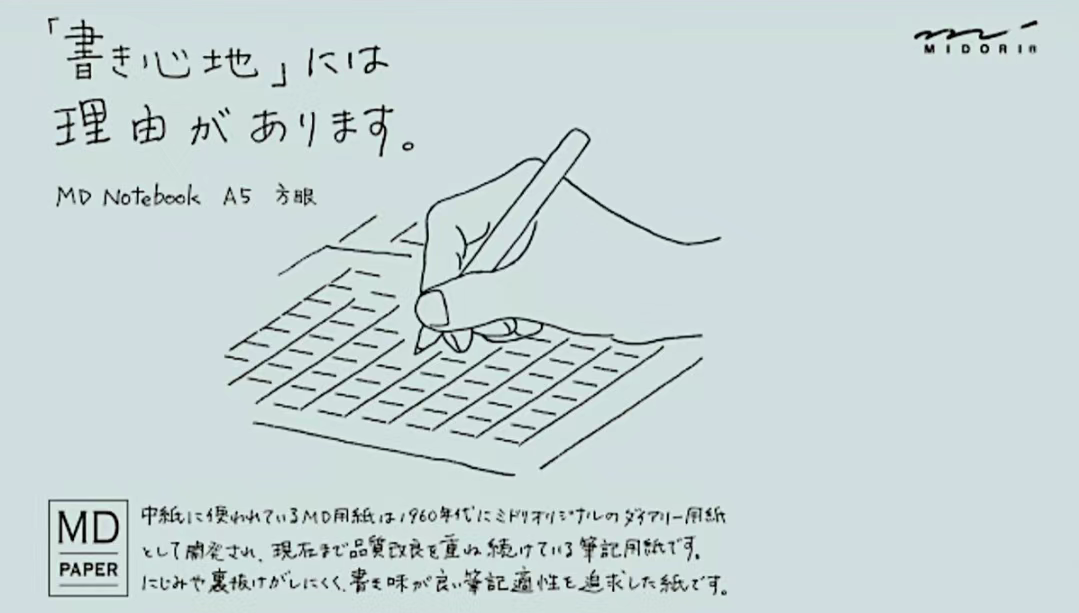 「書き心地」には
理由があります。
MD Notebook A5 方眼
MIDORI
MD
PAPER
中紙に使われているMD用紙は1960年代にミドリオリジナルのダイアリー用紙
として開発され、現在まで品質改良を重ね続けている筆記用紙です。
にじみや裏抜けがしにくく、書き味が良い筆記適性を追求した紙です。